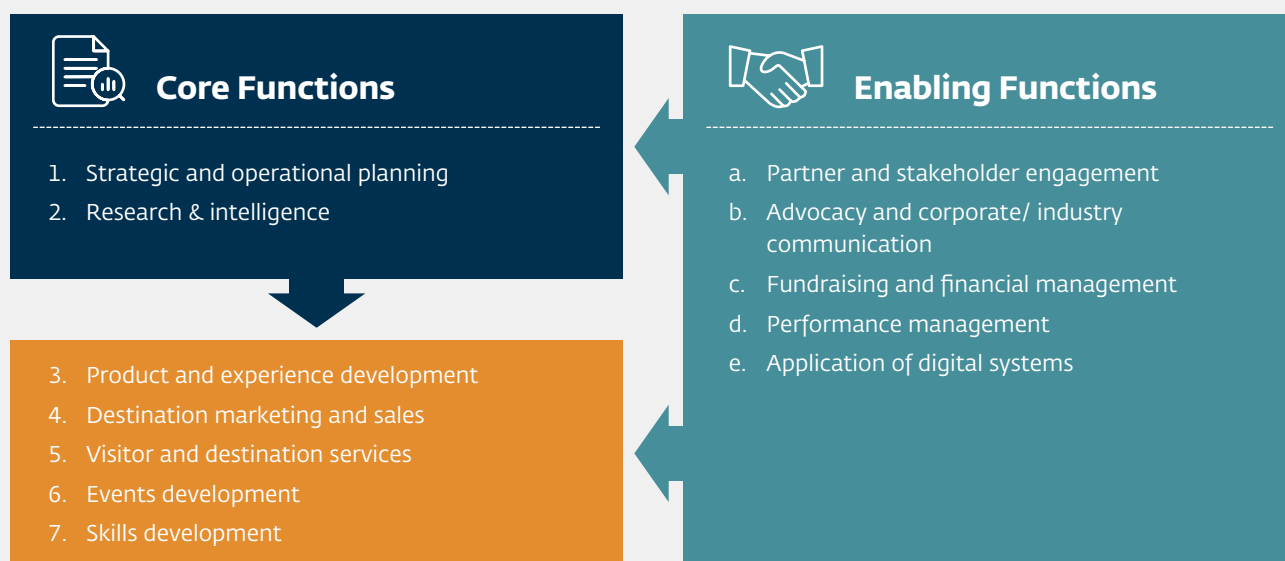 Core Functions
1. Strategic and operational planning
2. Research & intelligence
3. Product and experience development
4. Destination marketing and sales
5. Visitor and destination services
6. Events development
7. Skills development
Enabling Functions
a. Partner and stakeholder engagement
b. Advocacy and corporate/ industry
communication
c. Fundraising and financial management
d. Performance management
e. Application of digital systems